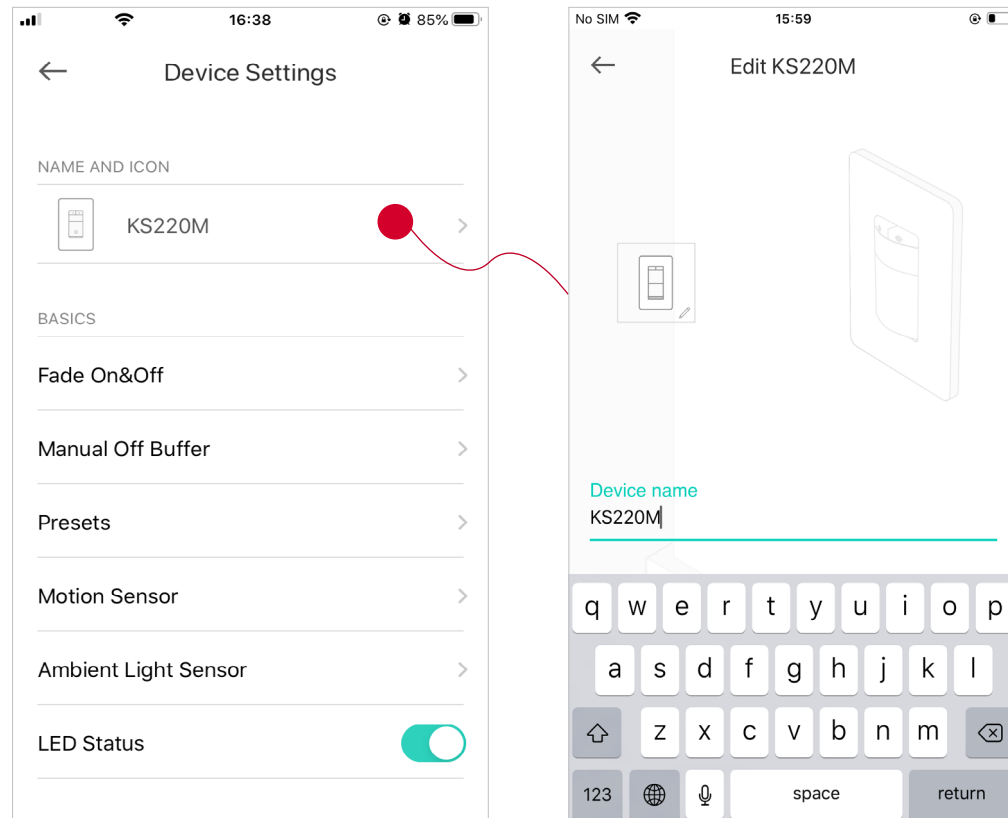 16:38
85%
Device Settings
NAME AND ICON
KS220M
BASICS
Fade On&Off
Manual Off Buffer
Presets
Motion Sensor
Ambient Light Sensor
LED Status
No SIM
15:59
Edit KS220M
Device name
KS220M
q w e r t y u i o p
a s d f g h j k l
z x c v b n m
123 space return